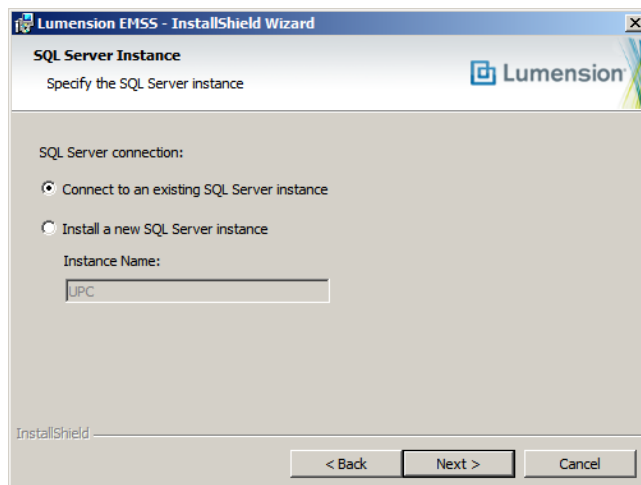 Lumension EMSS - InstallShield Wizard
SQL Server Instance
Specify the SQL Server instance
Lumension
SQL Server connection:
Connect to an existing SQL Server instance
Install a new SQL Server instance
Instance Name:
UPC
InstallShield
< Back Next > Cancel